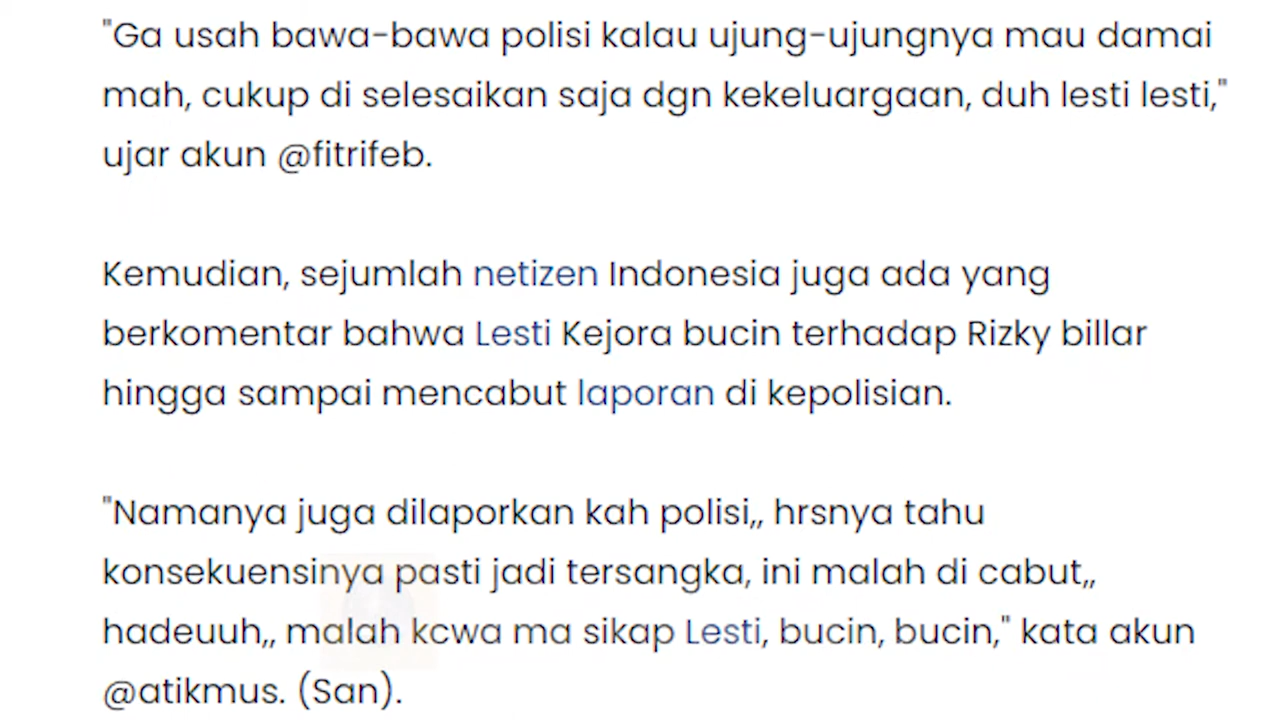 "Ga usah bawa-bawa polisi kalau ujung-ujungnya mau damai
mah, cukup di selesaikan saja dgn kekeluargaan, duh lesti lesti,"
ujar akun @fitrifeb.
Kemudian, sejumlah netizen Indonesia juga ada yang
berkomentar bahwa Lesti Kejora bucin terhadap Rizky billar
hingga sampai mencabut laporan di kepolisian.
"Namanya juga dilaporkan kah polisi,, hrsnya tahu
konsekuensinya pasti jadi tersangka, ini malah di cabut,,
hadeuuh,, malah kcwa ma sikap Lesti, bucin, bucin," kata akun
@atikmus. (San).